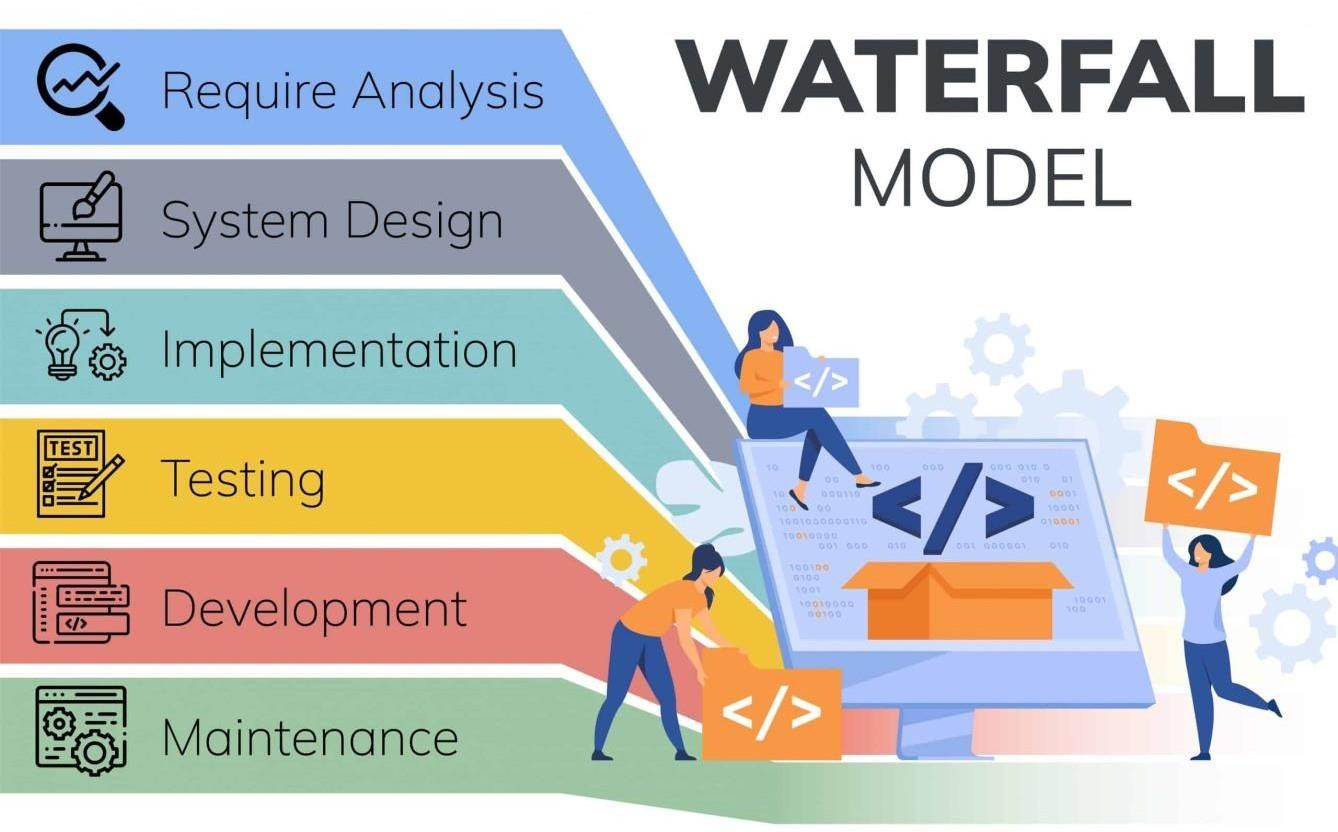 WATERFALL
MODEL
Require Analysis
System Design
Implementation
TEST
Testing
</>
Development
Maintenance
</>
</>
</>
</>